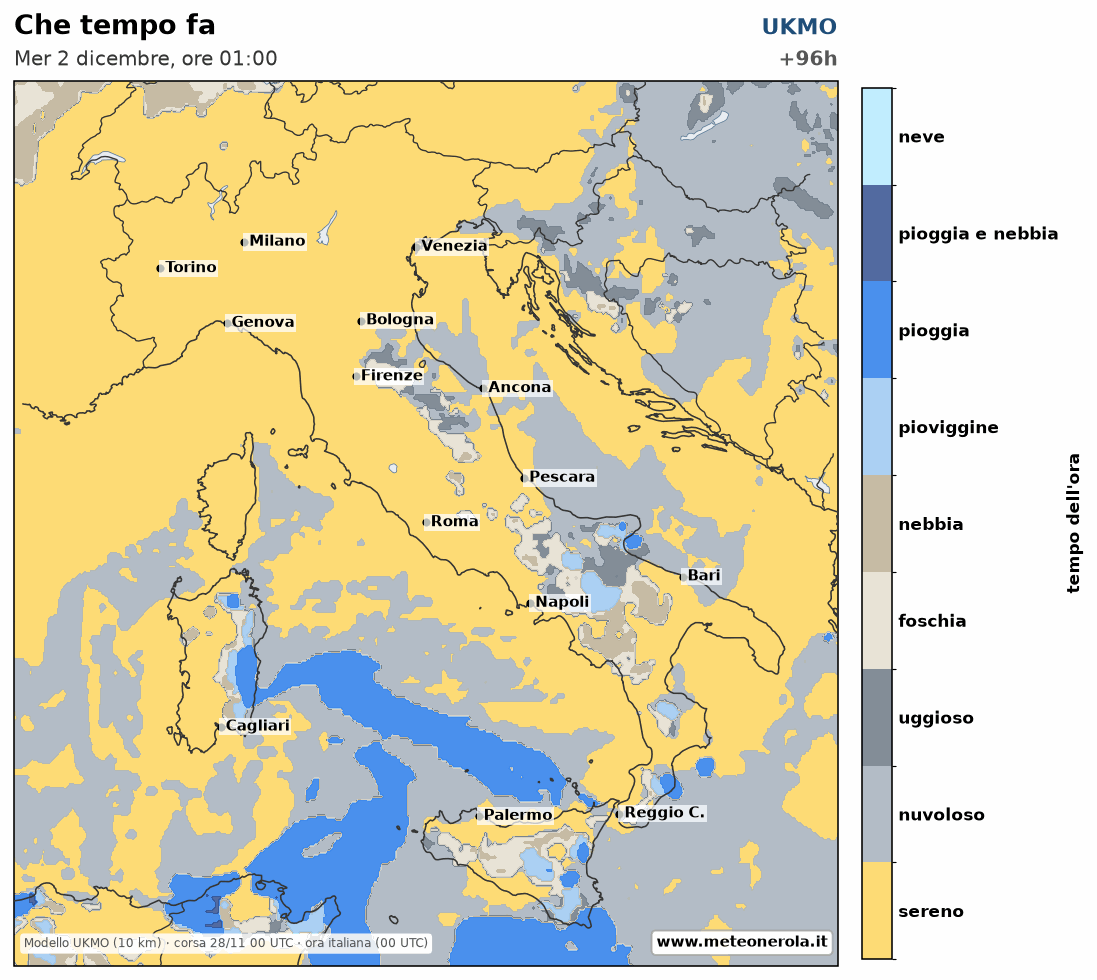 Che tempo fa
UKMO
Mer 2 dicembre, ore 01:00
+96h
neve
pioggia e nebbia
pioggia
pioviggine
nebbia
foschia
uggioso
nuvoloso
sereno
tempo dell'ora
Milano
Venezia
Torino
Genova
Bologna
Firenze
Ancona
Pescara
Roma
Bari
Napoli
Cagliari
Palermo
Reggio C.
Modello UKMO (10 km) · corsa 28/11 00 UTC · ora italiana (00 UTC)
www.meteonerola.it